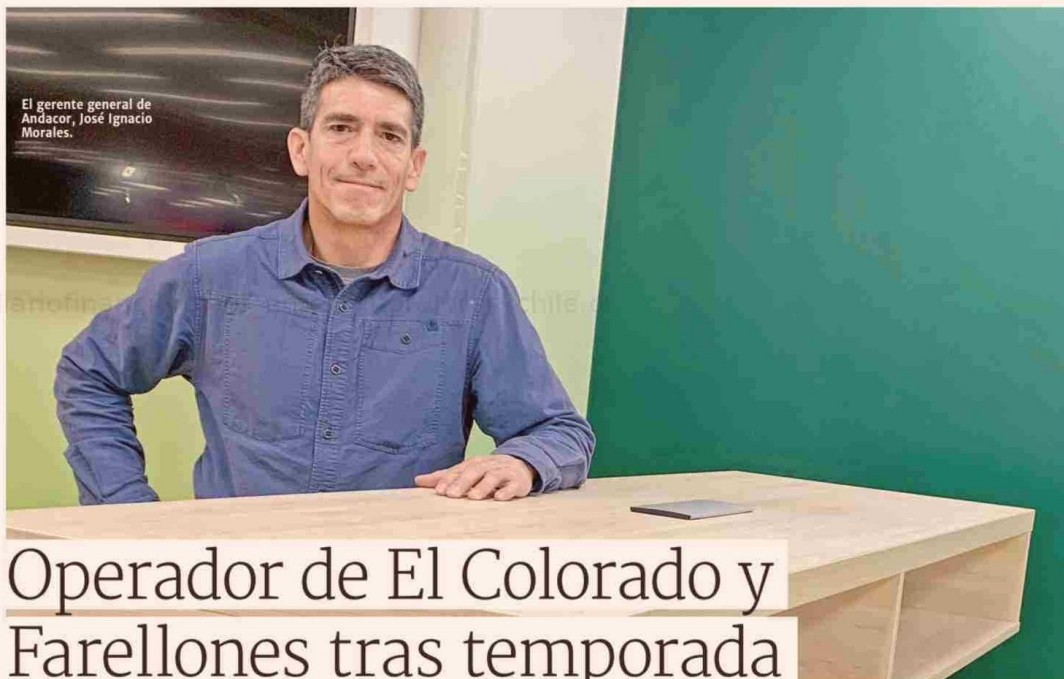 El gerente general de
Andacor, José Ignacio
Morales.
Operador de El Colorado y
Farellones tras temporada